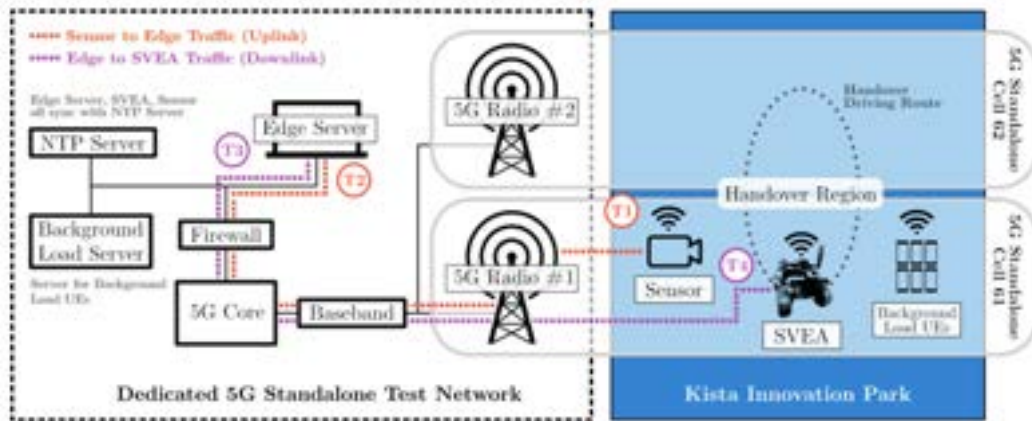 Sensor to Edge Traffic (Uplink)
Edge to SVEA Traffic (Downlink)
Edge Server, SVEA, Sensor
all sync with NTP Server
NTP Server
Edge Server
T3
T2
Background
Load Server
Firewall
Server for Background
Load UEs
5G Core
Baseband
5G Radio #2
5G Radio #1
Dedicated 5G Standalone Test Network
Handover
Driving Route
Handover Region
T1
T4
Sensor
SVEA
Background
Load UEs
5G Standalone
Cell 62
5G Standalone
Cell 61
Kista Innovation Park